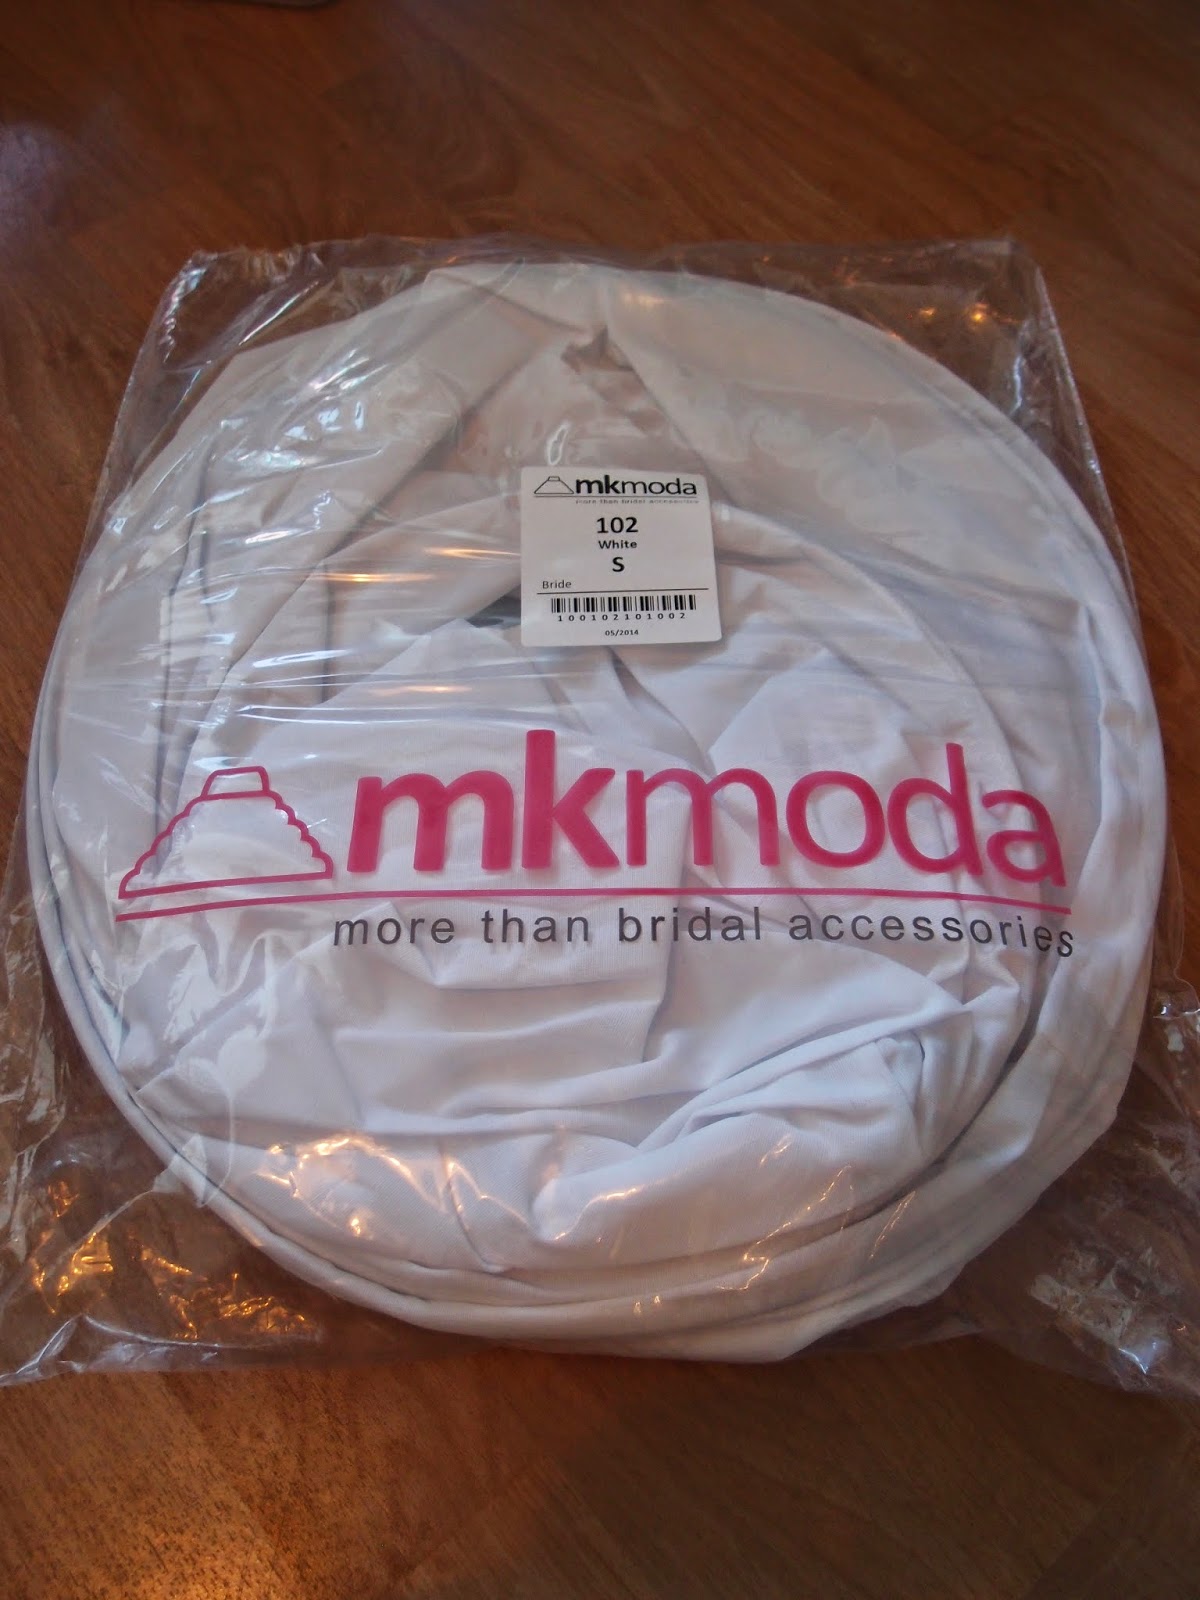 mkmoda
more than bridal accessories
102
White
S
Bride
100102101002
05/2014
mkmoda
more than bridal accessories